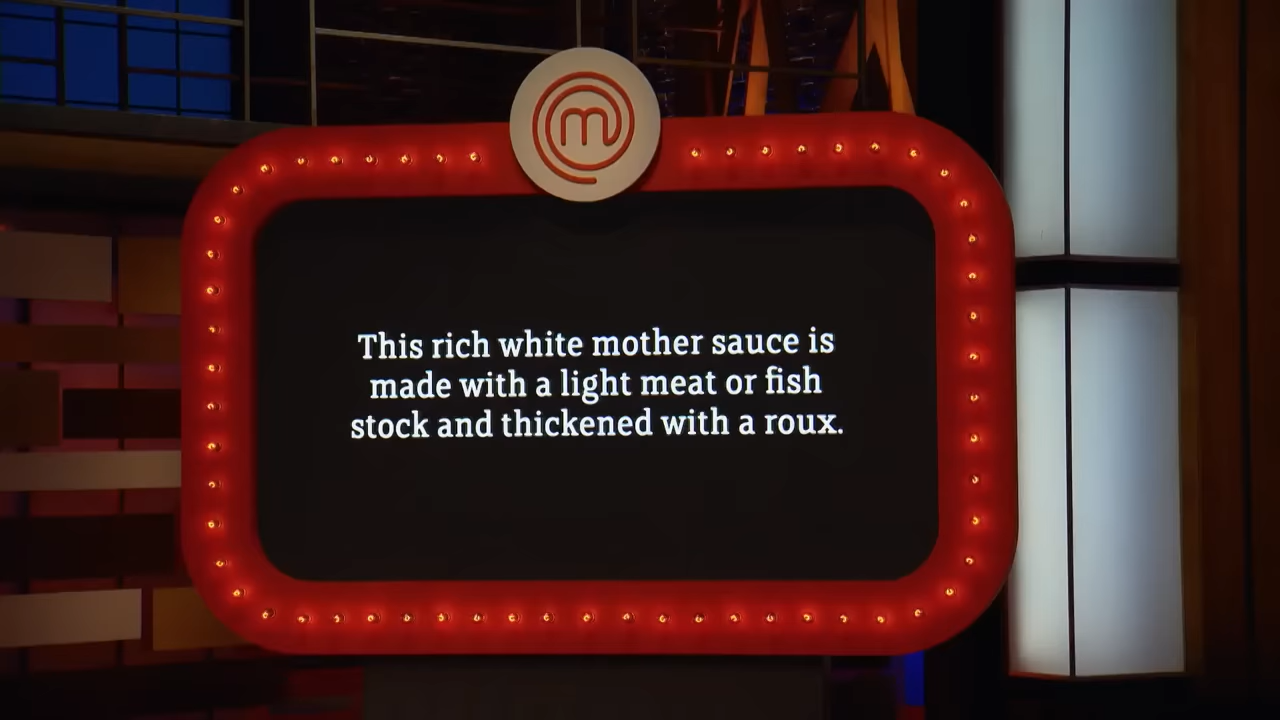 m
This rich white mother sauce is
made with a light meat or fish
stock and thickened with a roux.